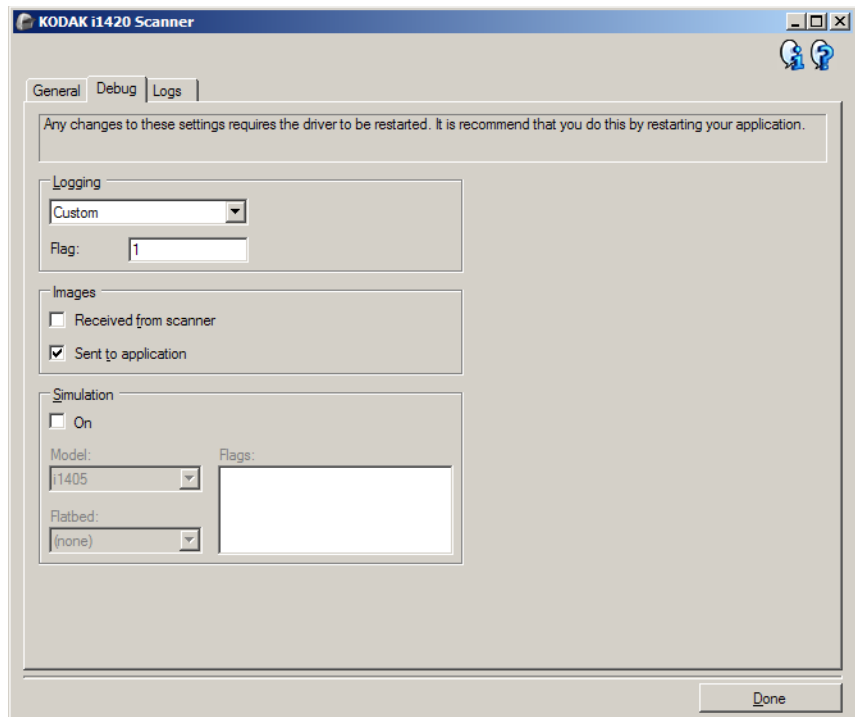 KODAK i1420 Scanner
General Debug Logs
Any changes to these settings requires the driver to be restarted. It is recommend that you do this by restarting your application.
Logging
Custom
Flag: 1
Images
Received from scanner
Sent to application
Simulation
On
Model: Flags:
i1405
Flatbed:
(none)
Done